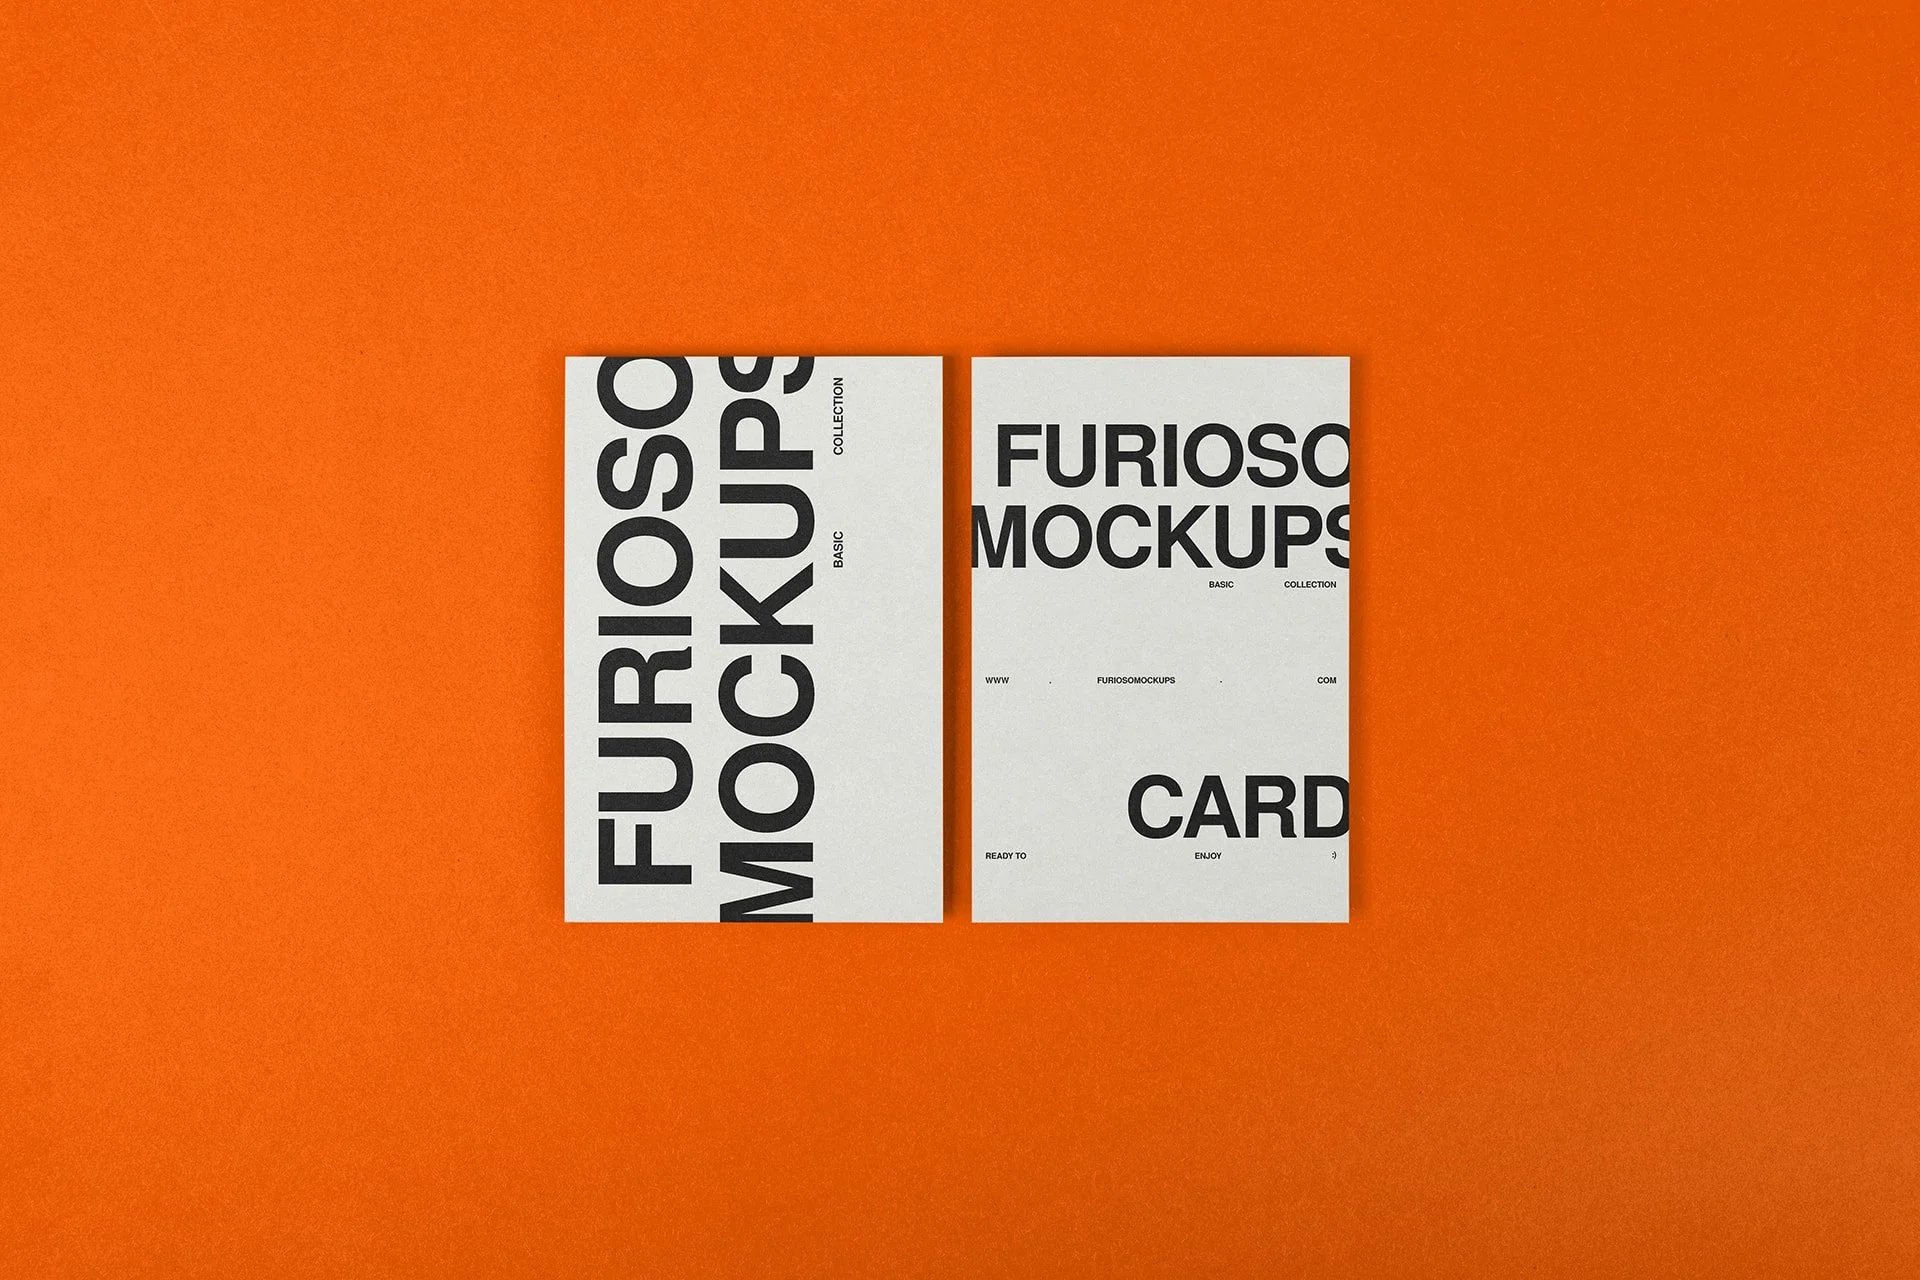 FURIOSO
MOCKUPS
BASIC COLLECTION
FURIOSO
MOCKUPS
BASIC COLLECTION
WWW . FURIOSOMOCKUPS . COM
CARD
READY TO ENJOY :)